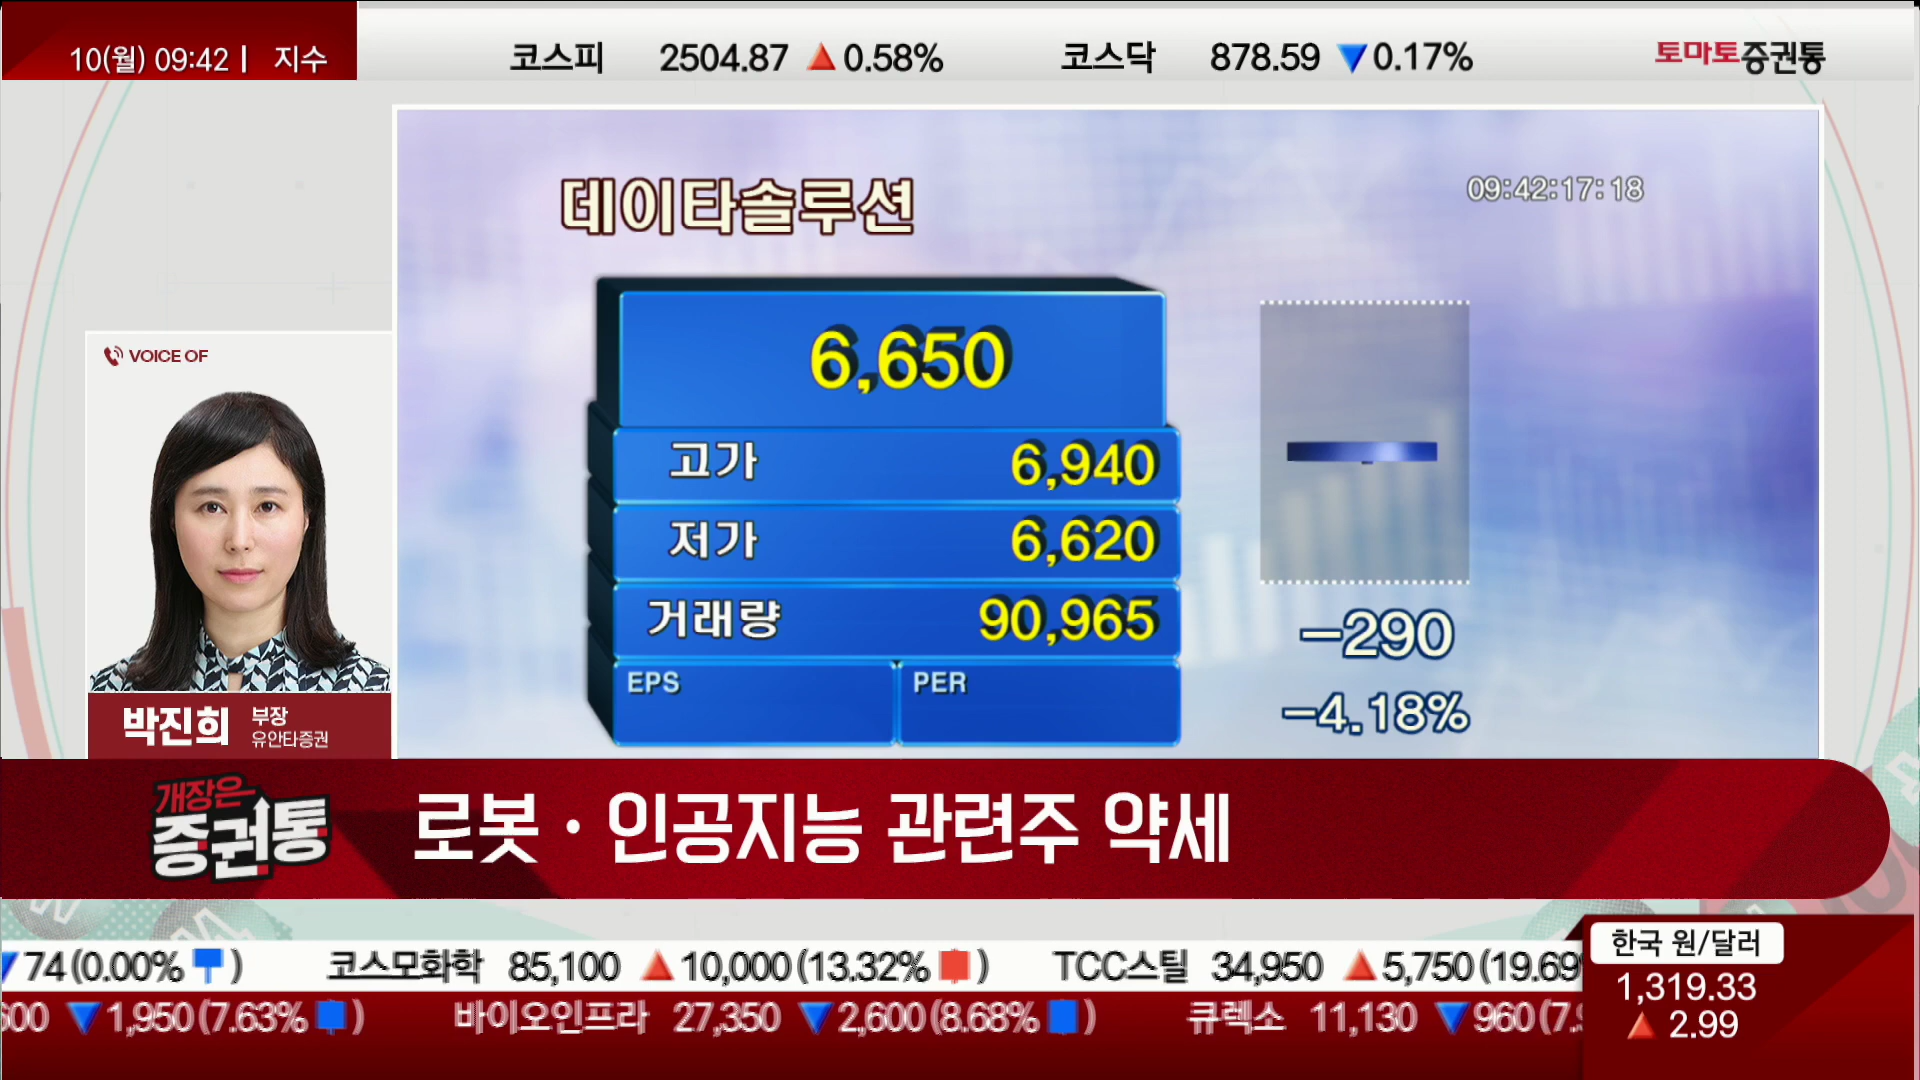 10(월) 09:42 | 지수
코스피 2504.87 ▲ 0.58% 코스닥 878.59 ▼ 0.17%
토마토증권통
데이타솔루션
09:42:17:18
6,650
고가 6,940
저가 6,620
거래량 90,965
EPS PER
-290
-4.18%
VOICE OF
박진희 부장
유안타증권
개장은
증권통
로봇·인공지능 관련주 약세
▼74(0.00% ) 코스모화학 85,100 ▲10,000(13.32% ) TCC스틸 34,950 ▲5,750(19.69%
600 ▼1,950(7.63% ) 바이오인프라 27,350 ▼2,600(8.68% ) 큐렉소 11,130 ▼960(7.
한국 원/달러
1,319.33
▲ 2.99